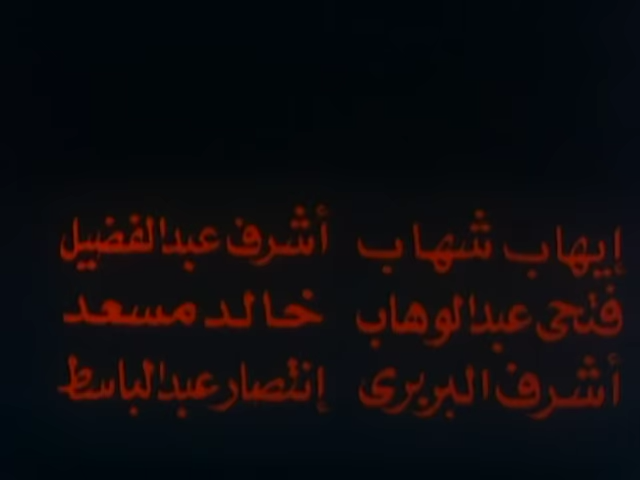 إيهاب شهاب أشرف عبدالفضيل
فتحى عبدالوهاب خالد مسعد
أشرف البربرى إنتصار عبدالباسط